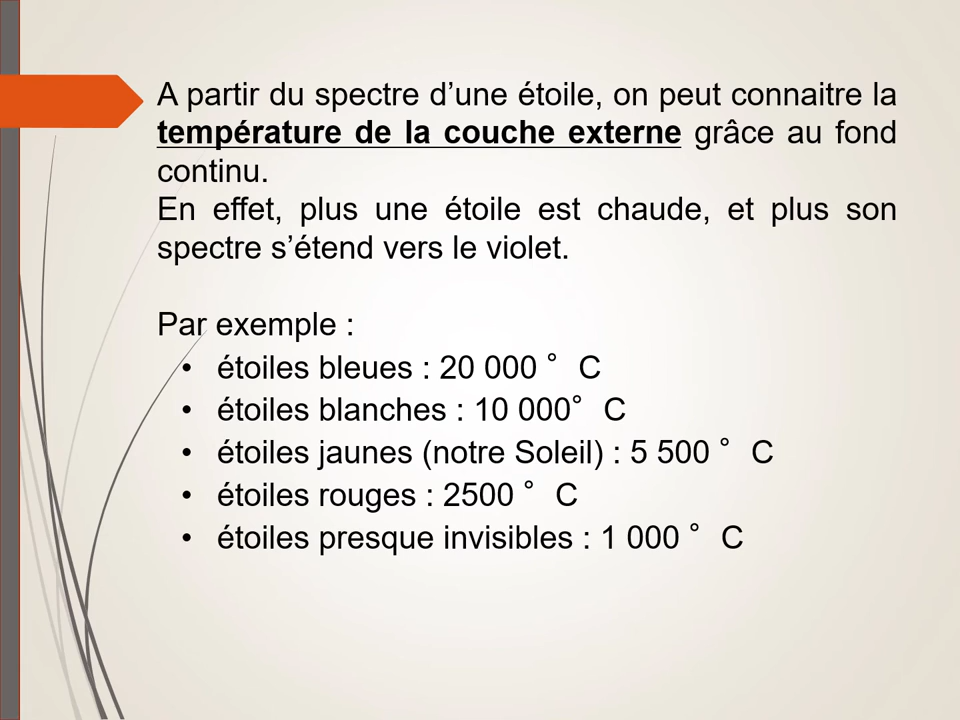 A partir du spectre d’une étoile, on peut connaitre la
température de la couche externe grâce au fond
continu.
En effet, plus une étoile est chaude, et plus son
spectre s’étend vers le violet.
Par exemple :
• étoiles bleues : 20 000 ° C
• étoiles blanches : 10 000° C
• étoiles jaunes (notre Soleil) : 5 500 ° C
• étoiles rouges : 2500 ° C
• étoiles presque invisibles : 1 000 ° C